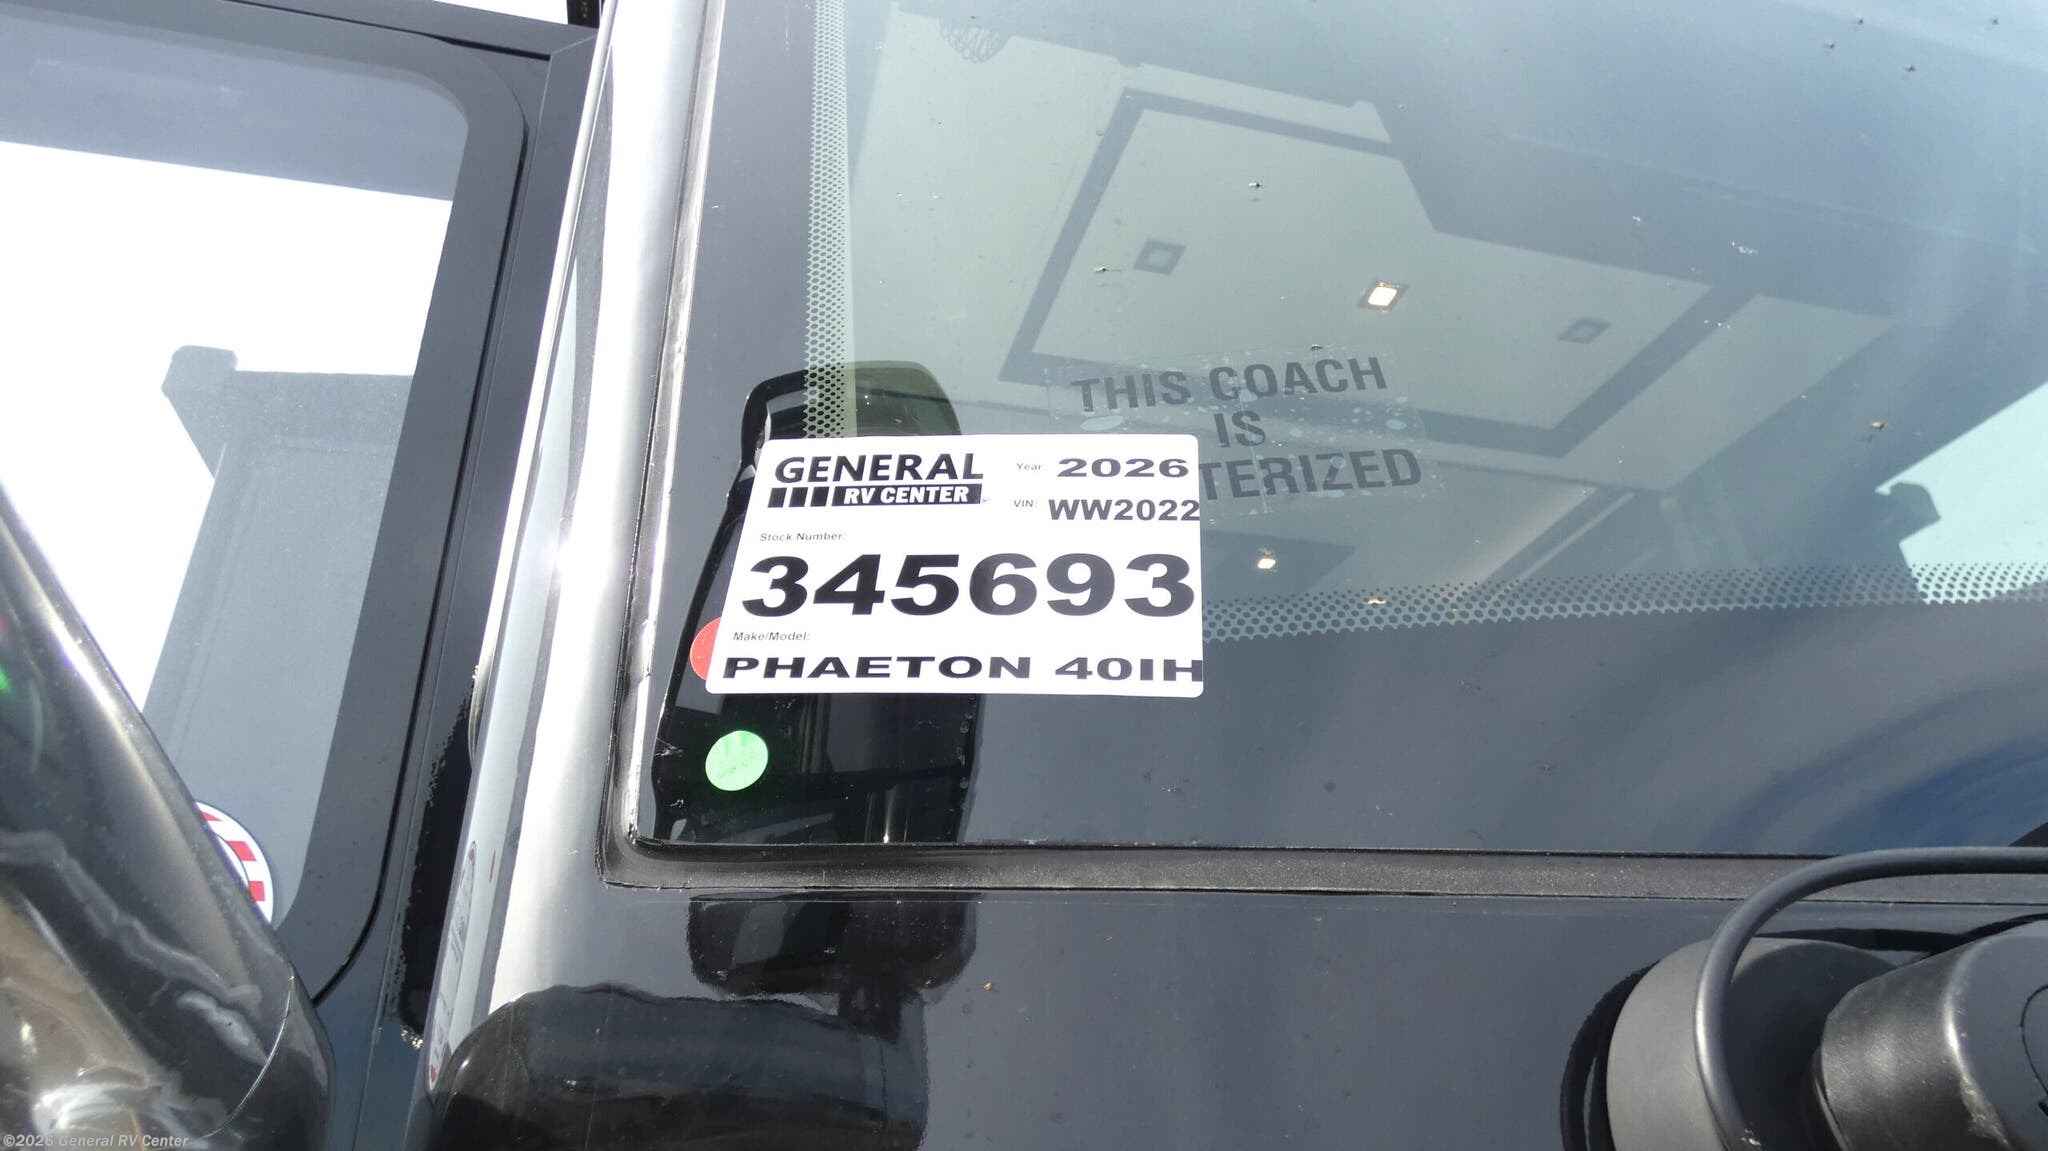 THIS COACH
IS
TERIZED
GENERAL
RV CENTER
Year: 2026
VIN: WW2022
Stock Number:
345693
Make/Model:
PHAETON 40IH
©2026 General RV Center